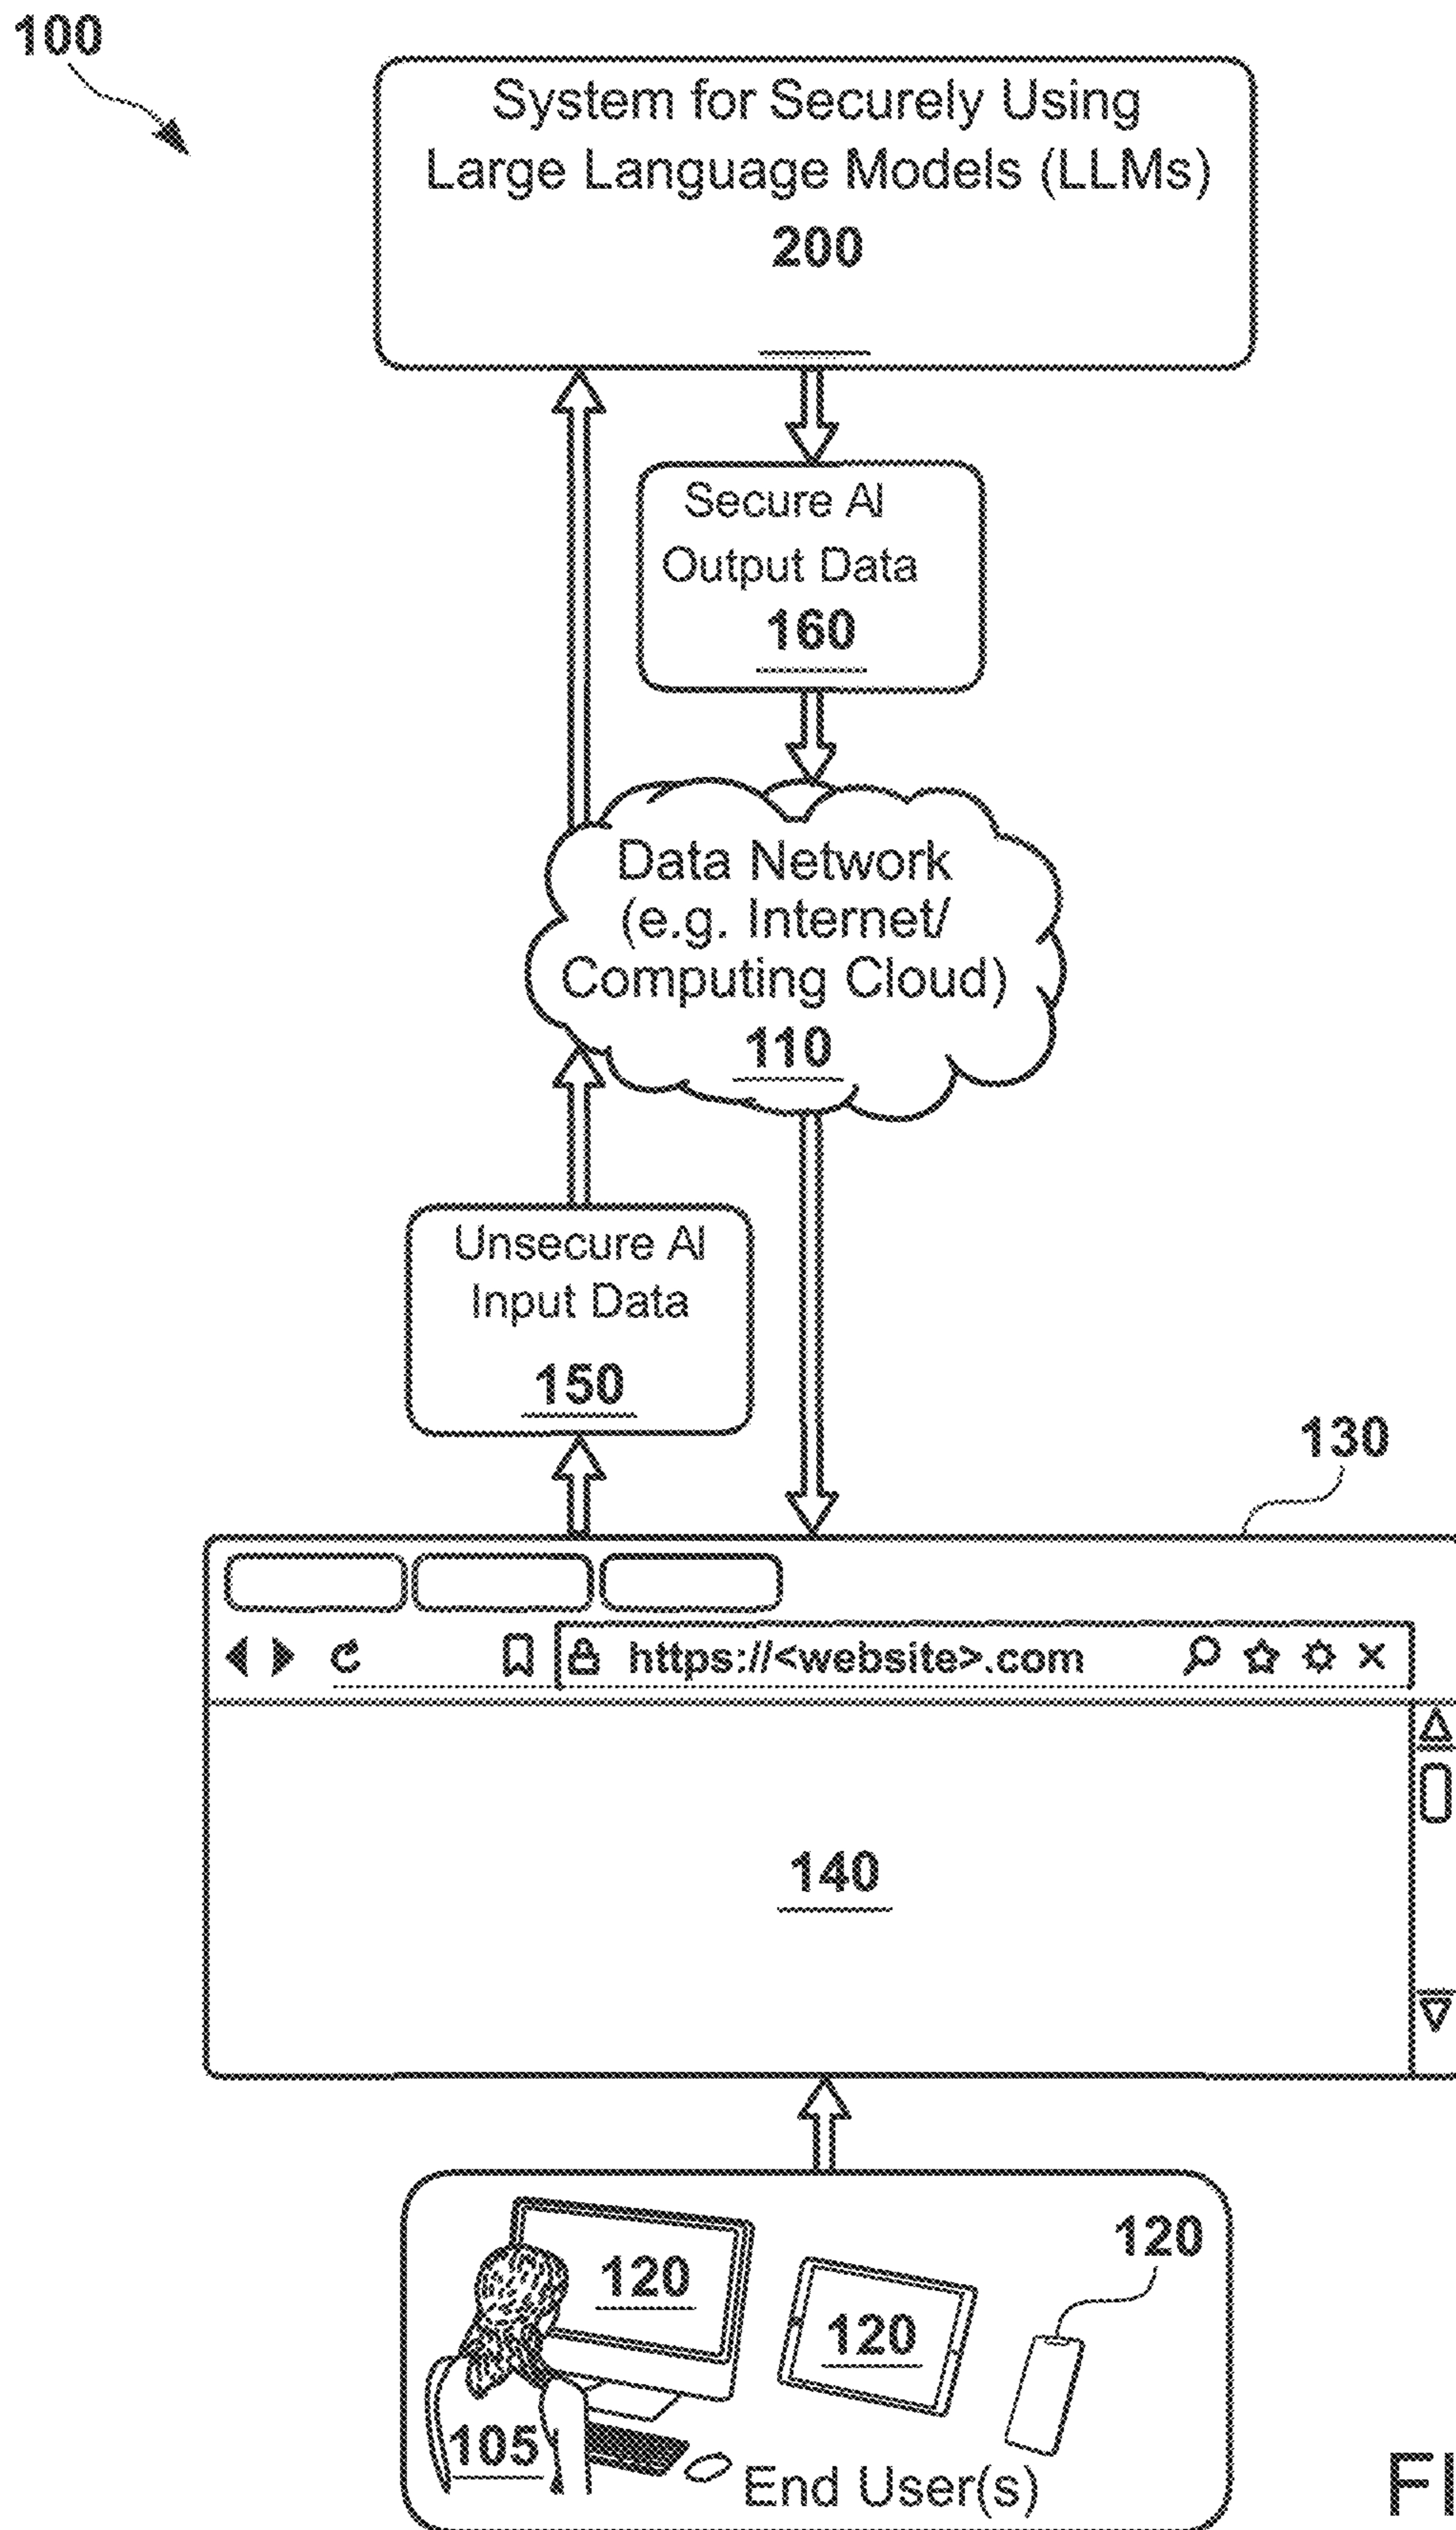 100
System for Securely Using
Large Language Models (LLMs)
200
Secure AI
Output Data
160
Data Network
(e.g. Internet/
Computing Cloud)
110
Unsecure AI
Input Data
150
130
https://<website>.com
140
120
120
120
105
End User(s)